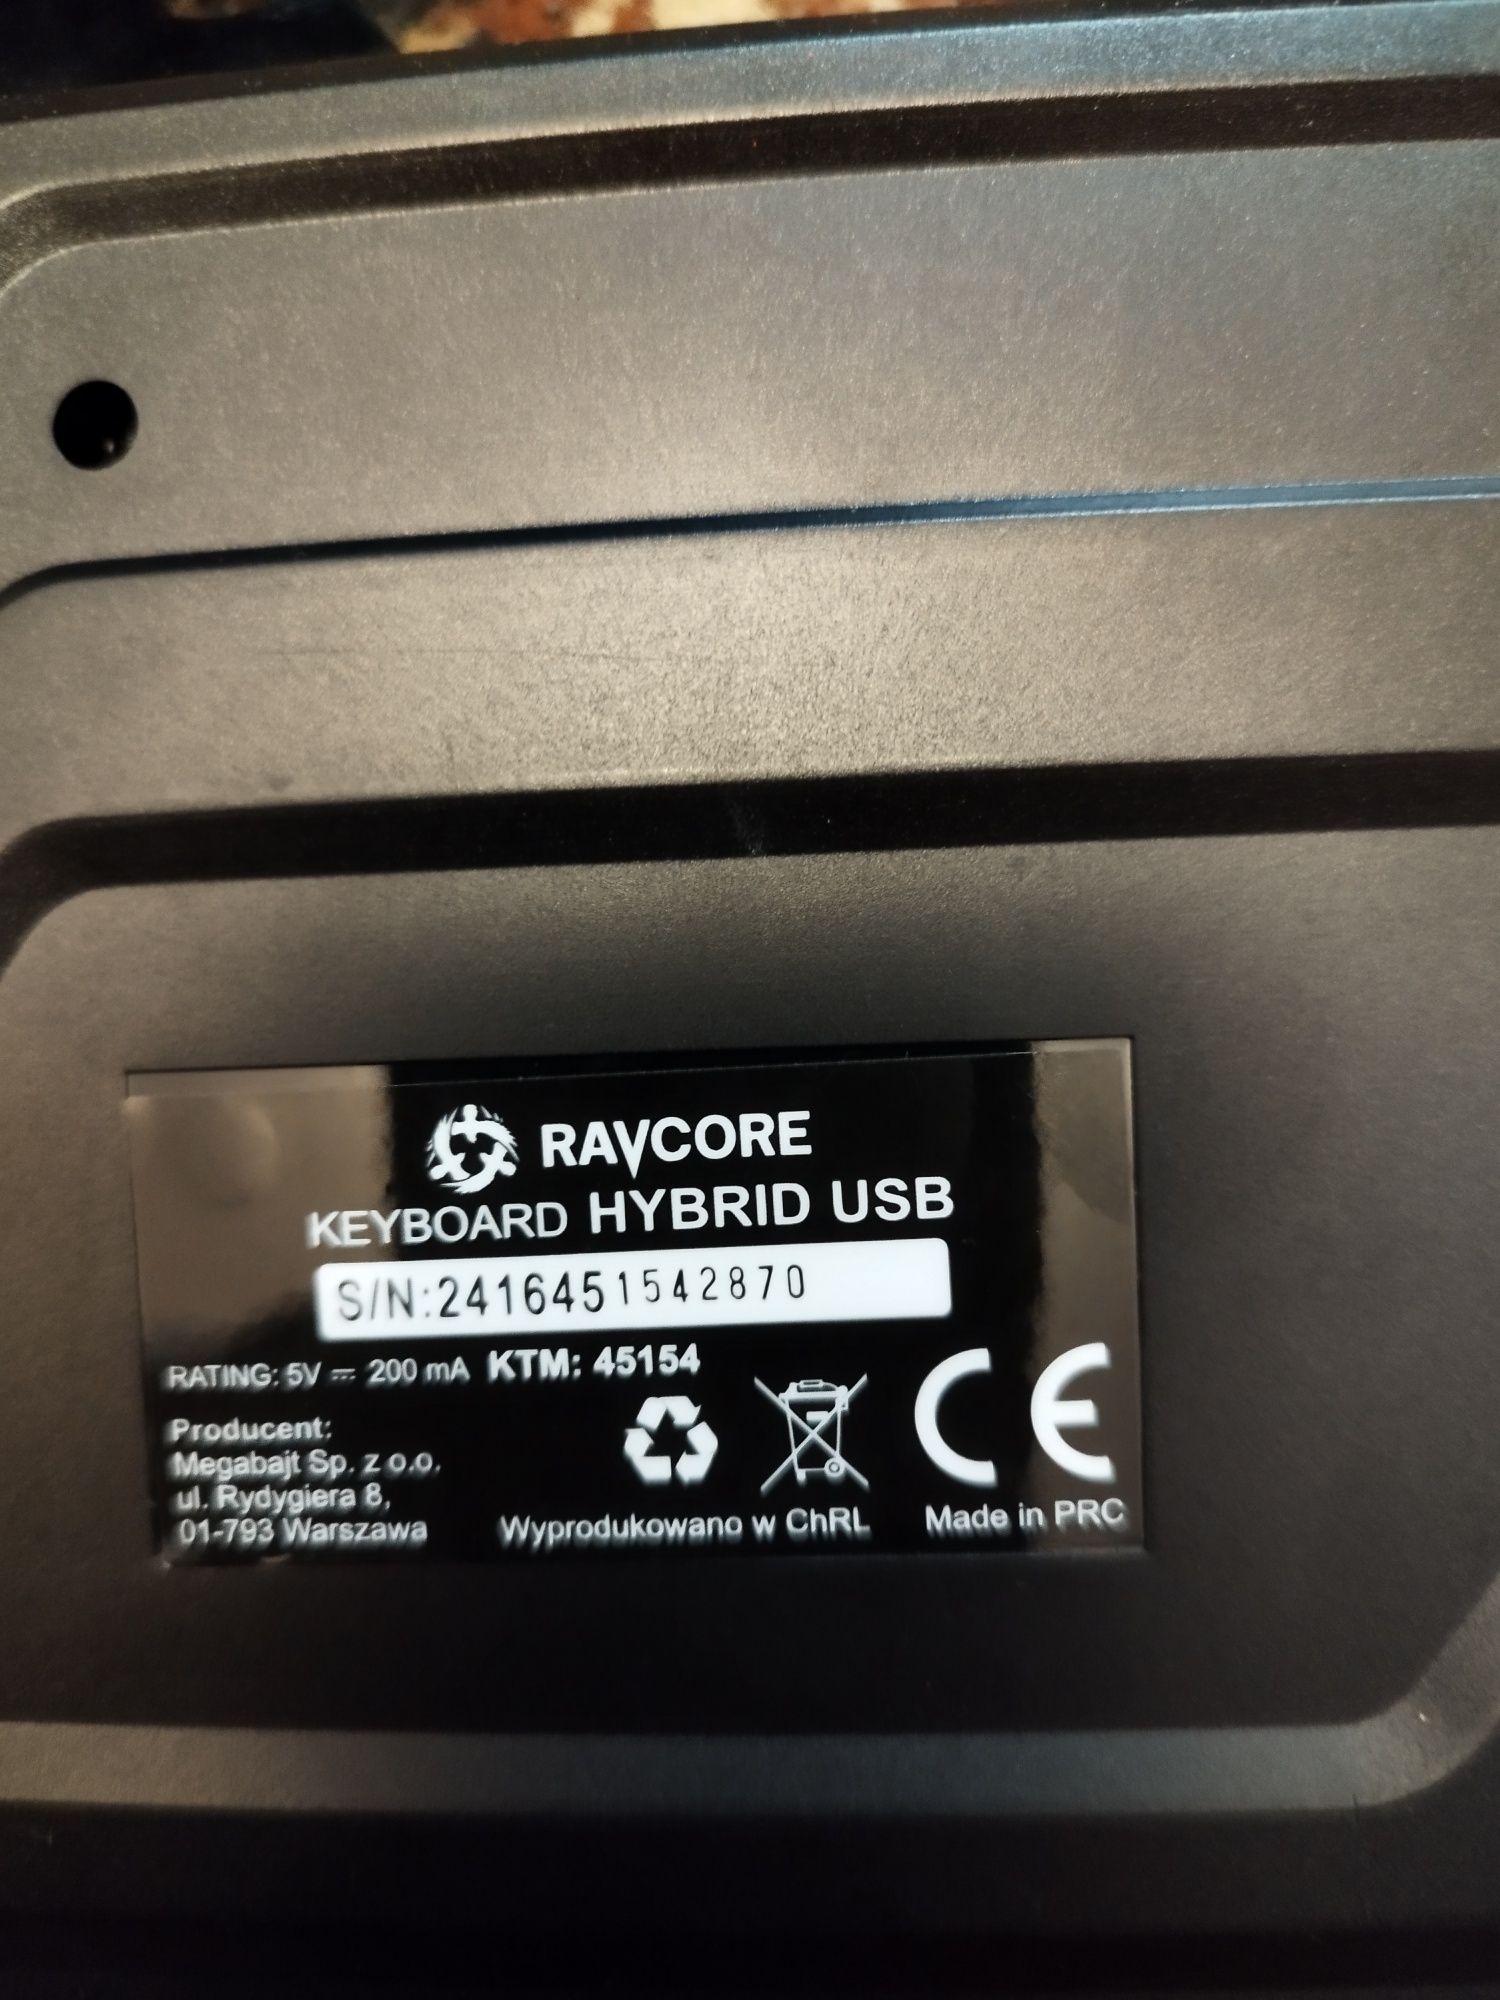 RAVCORE
KEYBOARD HYBRID USB
S/N:2416451542870
RATING: 5V ⎓ 200 mA KTM: 45154
Producent:
Megabajt Sp. z o.o.
ul. Rydygiera 8,
01-793 Warszawa
CE
Wyprodukowano w ChRL
Made in PRC